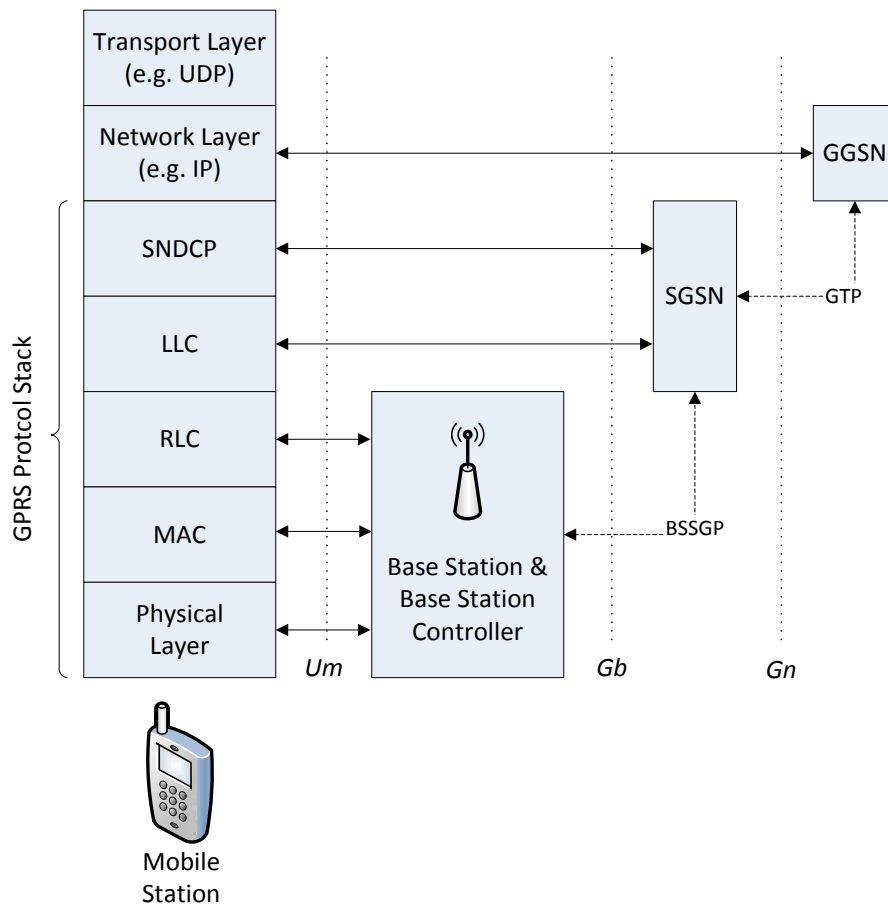 Transport Layer
(e.g. UDP)
Network Layer
(e.g. IP)
GGSN
SNDCP
SGSN
GTP
LLC
GPRS Protcol Stack
RLC
MAC
BSSGP
Base Station &
Base Station
Controller
Physical
Layer
Um
Gb
Gn
Mobile
Station